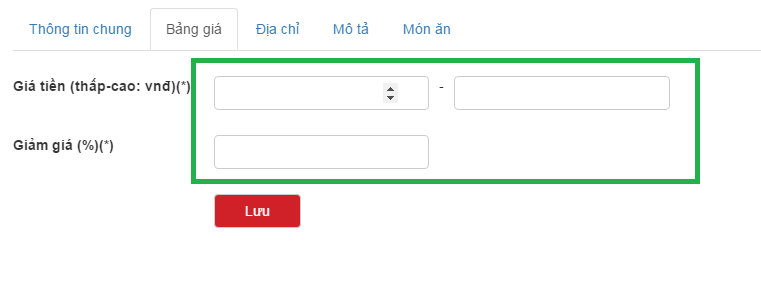 Thông tin chung Bảng giá Địa chỉ Mô tả Món ăn
Giá tiền (thấp-cao: vnđ)(*) -
Giảm giá (%)(*)
Lưu